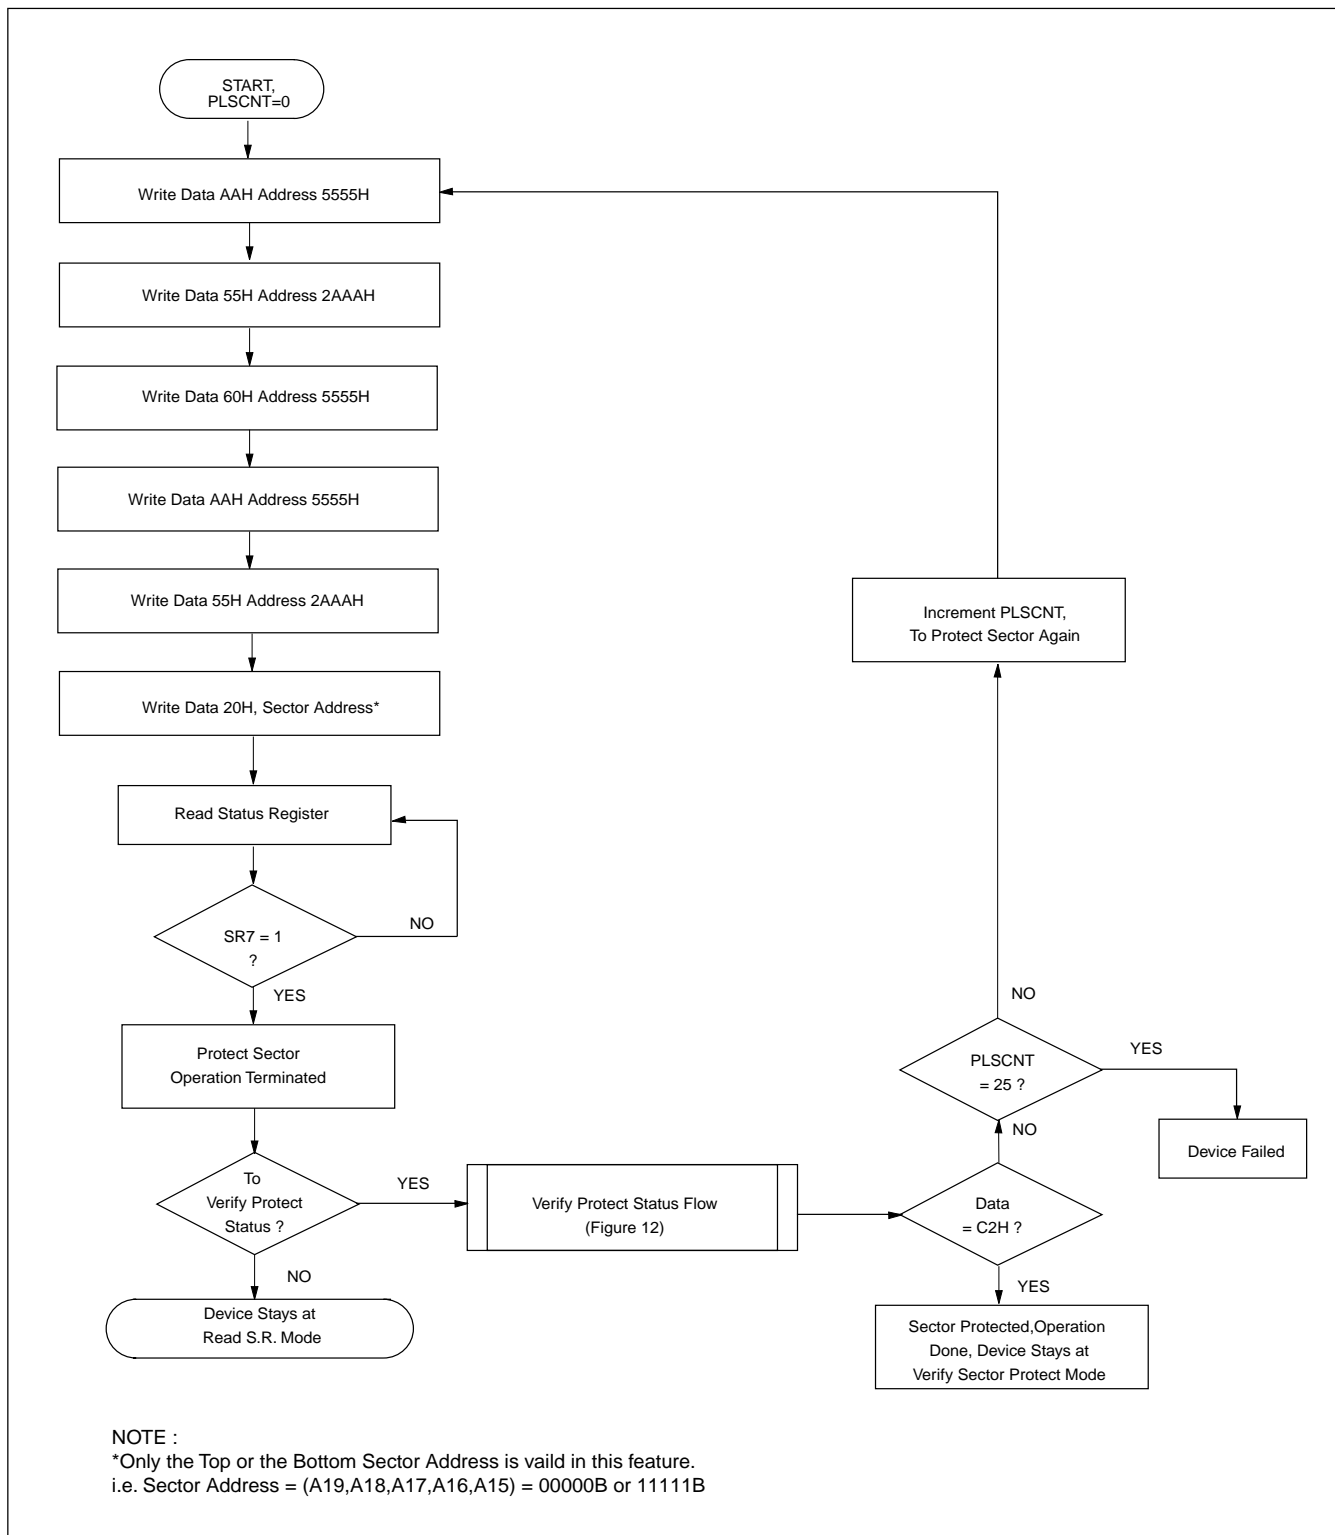 START,
PLSCNT=0
Write Data AAH Address 5555H
Write Data 55H Address 2AAAH
Write Data 60H Address 5555H
Write Data AAH Address 5555H
Write Data 55H Address 2AAAH
Write Data 20H, Sector Address*
Read Status Register
SR7 = 1
?
NO
YES
Protect Sector
Operation Terminated
To
Verify Protect
Status ?
NO
Device Stays at
Read S.R. Mode
YES
Verify Protect Status Flow
(Figure 12)
Data
= C2H ?
YES
Sector Protected,Operation
Done, Device Stays at
Verify Sector Protect Mode
NO
PLSCNT
= 25 ?
YES
Device Failed
NO
Increment PLSCNT,
To Protect Sector Again
NOTE :
*Only the Top or the Bottom Sector Address is vaild in this feature.
i.e. Sector Address = (A19,A18,A17,A16,A15) = 00000B or 11111B